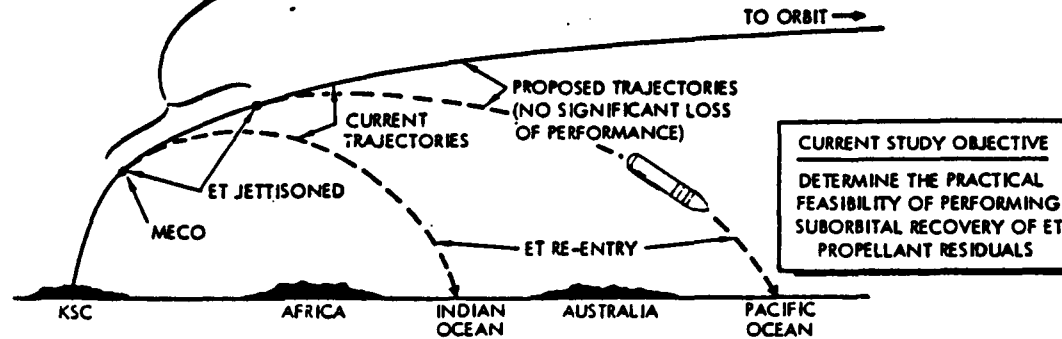 TO ORBIT
PROPOSED TRAJECTORIES
(NO SIGNIFICANT LOSS
OF PERFORMANCE)
CURRENT
TRAJECTORIES
CURRENT STUDY OBJECTIVE
DETERMINE THE PRACTICAL
FEASIBILITY OF PERFORMING
SUBORBITAL RECOVERY OF ET
PROPELLANT RESIDUALS
ET JETTISONED
MECO
ET RE-ENTRY
KSC
AFRICA
INDIAN
OCEAN
AUSTRALIA
PACIFIC
OCEAN